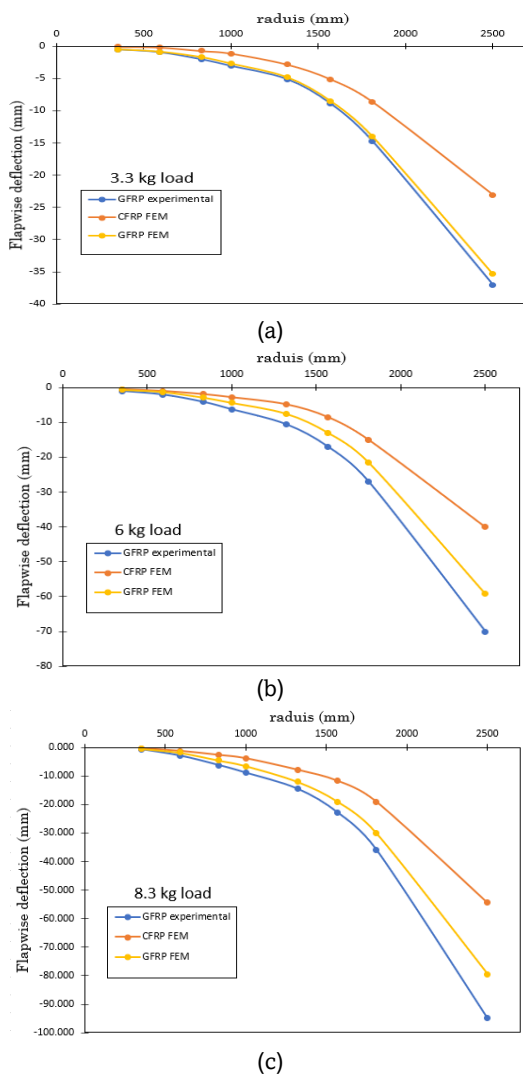 raduis (mm)
0 500 1000 1500 2000 2500
0
-5
-10
-15
-20
-25
-30
-35
-40
Flapwise deflection (mm)
3.3 kg load
GFRP experimental
CFRP FEM
GFRP FEM
(a)
raduis (mm)
0 500 1000 1500 2000 2500
0
-10
-20
-30
-40
-50
-60
-70
-80
Flapwise deflection (mm)
6 kg load
GFRP experimental
CFRP FEM
GFRP FEM
(b)
raduis (mm)
0 500 1000 1500 2000 2500
0.000
-10.000
-20.000
-30.000
-40.000
-50.000
-60.000
-70.000
-80.000
-90.000
-100.000
Flapwise deflection (mm)
8.3 kg load
GFRP experimental
CFRP FEM
GFRP FEM
(c)